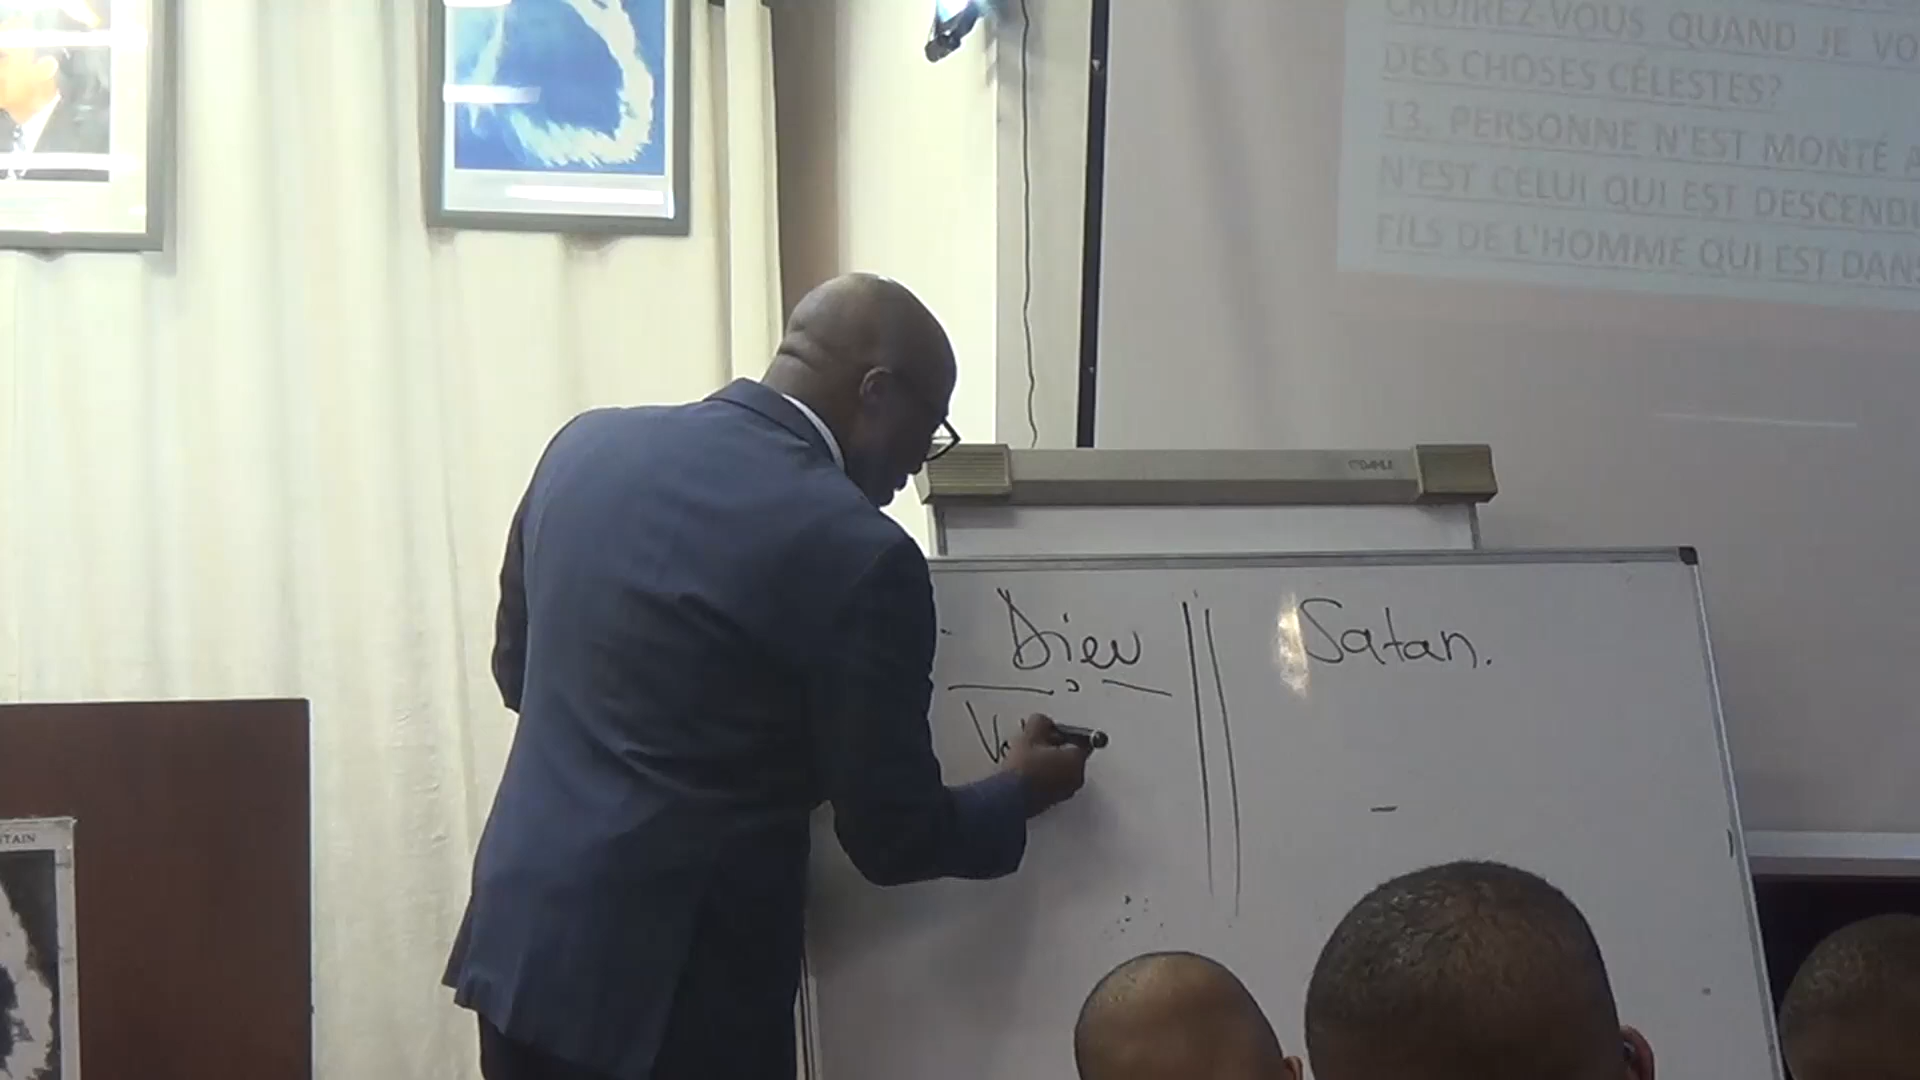 CROIREZ-VOUS QUAND JE VO
DES CHOSES CÉLESTES?
13. PERSONNE N'EST MONTÉ A
N'EST CELUI QUI EST DESCENDU
FILS DE L'HOMME QUI EST DANS
Dieu
Satan.
TAIN